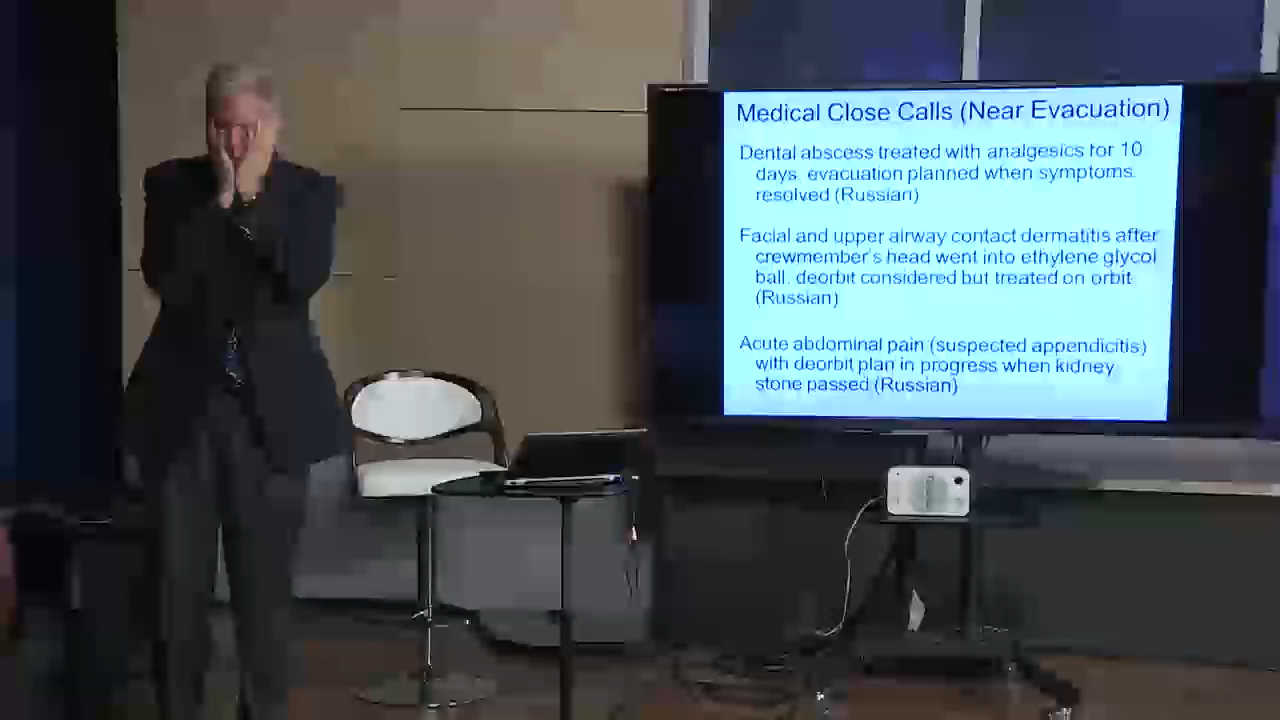 Medical Close Calls (Near Evacuation)
Dental abscess treated with analgesics for 10
days, evacuation planned when symptoms
resolved (Russian)
Facial and upper airway contact dermatitis after
crewmember's head went into ethylene glycol
ball, deorbit considered but treated on orbit
(Russian)
Acute abdominal pain (suspected appendicitis)
with deorbit plan in progress when kidney
stone passed (Russian)